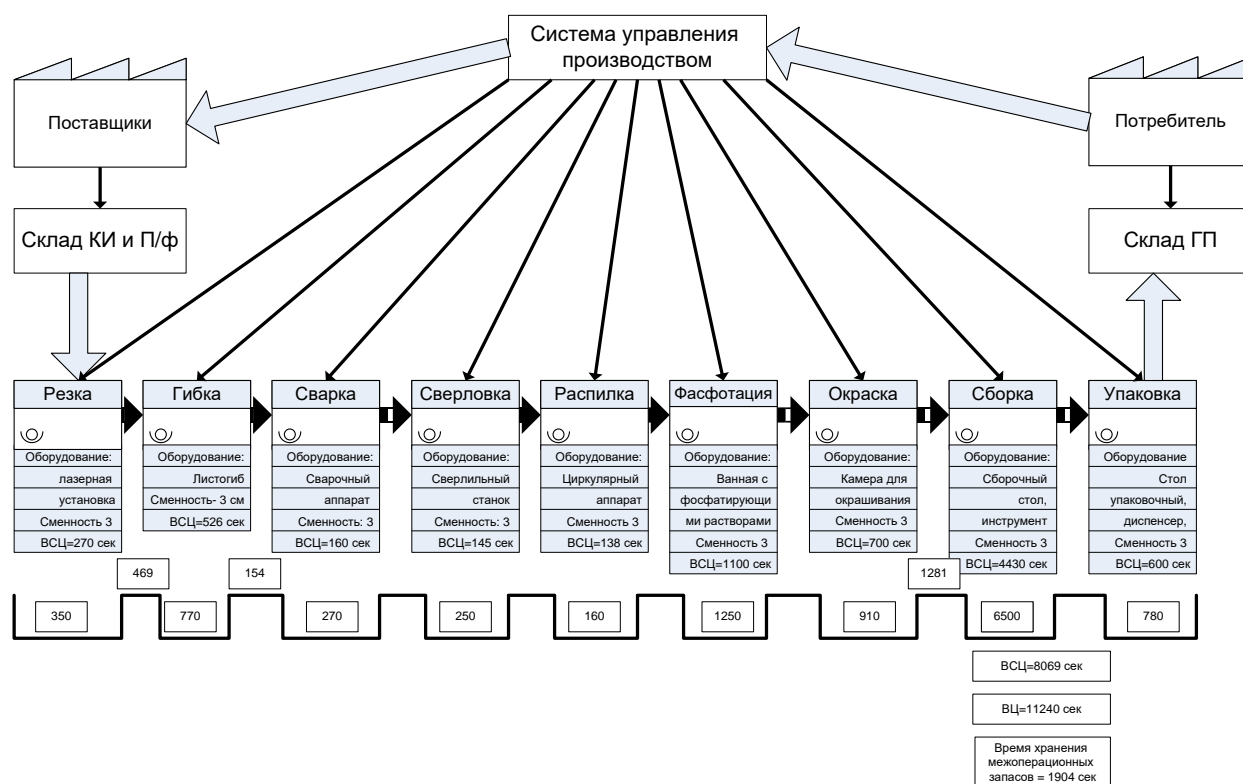 Система управления
производством
Поставщики
Потребитель
Склад КИ и П/ф
Склад ГП
Резка
Оборудование:
лазерная
установка
Сменность 3
ВСЦ=270 сек
Гибка
Оборудование:
Листогиб
Сменность- 3 см
ВСЦ=526 сек
Сварка
Оборудование:
Сварочный
аппарат
Сменность: 3
ВСЦ=160 сек
Сверловка
Оборудование:
Сверлильный
станок
Сменность: 3
ВСЦ=145 сек
Распилка
Оборудование:
Циркулярный
аппарат
Сменность 3
ВСЦ=138 сек
Фасфотация
Оборудование:
Ванная с
фосфатирующи
ми растворами
Сменность 3
ВСЦ=1100 сек
Окраска
Оборудование:
Камера для
окрашивания
Сменность 3
ВСЦ=700 сек
Сборка
Оборудование:
Сборочный
стол,
инструмент
Сменность 3
ВСЦ=4430 сек
Упаковка
Оборудование
Стол
упаковочный,
диспенсер,
Сменность 3
ВСЦ=600 сек
469
154
1281
350
770
270
250
160
1250
910
6500
780
ВСЦ=8069 сек
ВЦ=11240 сек
Время хранения
межоперационных
запасов = 1904 сек